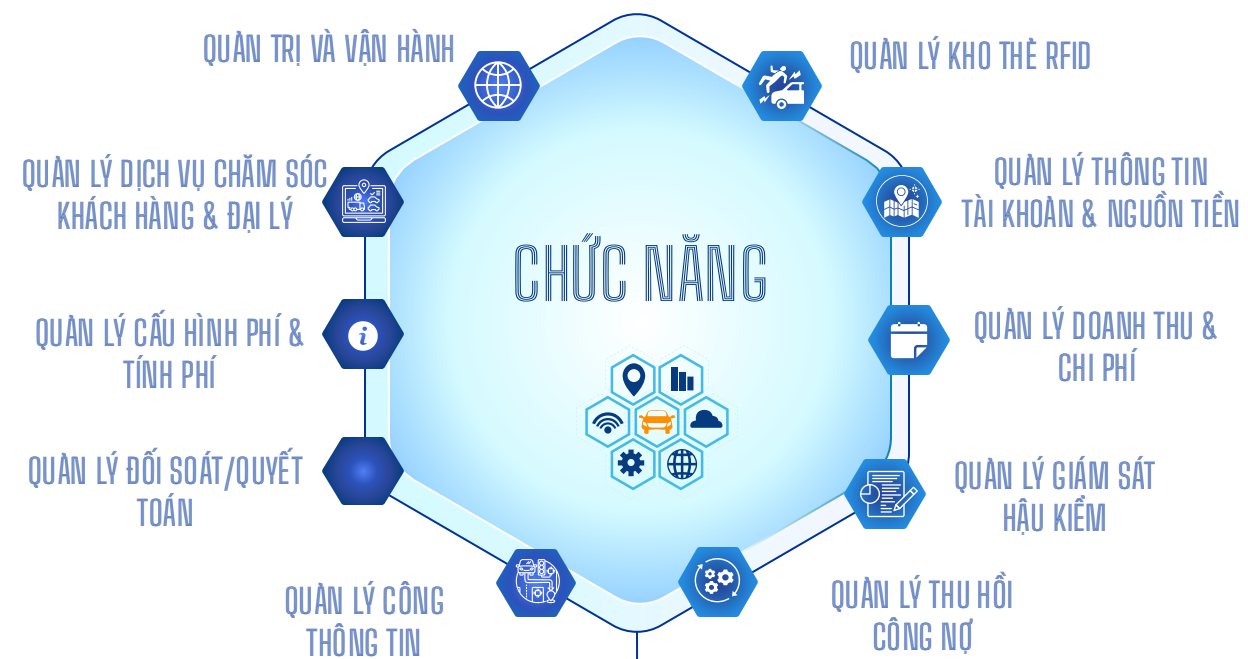 QUẢN TRỊ VÀ VẬN HÀNH
QUẢN LÝ KHO THẺ RFID
QUẢN LÝ DỊCH VỤ CHĂM SÓC
KHÁCH HÀNG & ĐẠI LÝ
QUẢN LÝ THÔNG TIN
TÀI KHOẢN & NGUỒN TIỀN
CHỨC NĂNG
QUẢN LÝ CẤU HÌNH PHÍ &
TÍNH PHÍ
QUẢN LÝ DOANH THU &
CHI PHÍ
QUẢN LÝ ĐỐI SOÁT/QUYẾT
TOÁN
QUẢN LÝ GIÁM SÁT
HẬU KIỂM
QUẢN LÝ CÔNG
THÔNG TIN
QUẢN LÝ THU HỒI
CÔNG NỢ